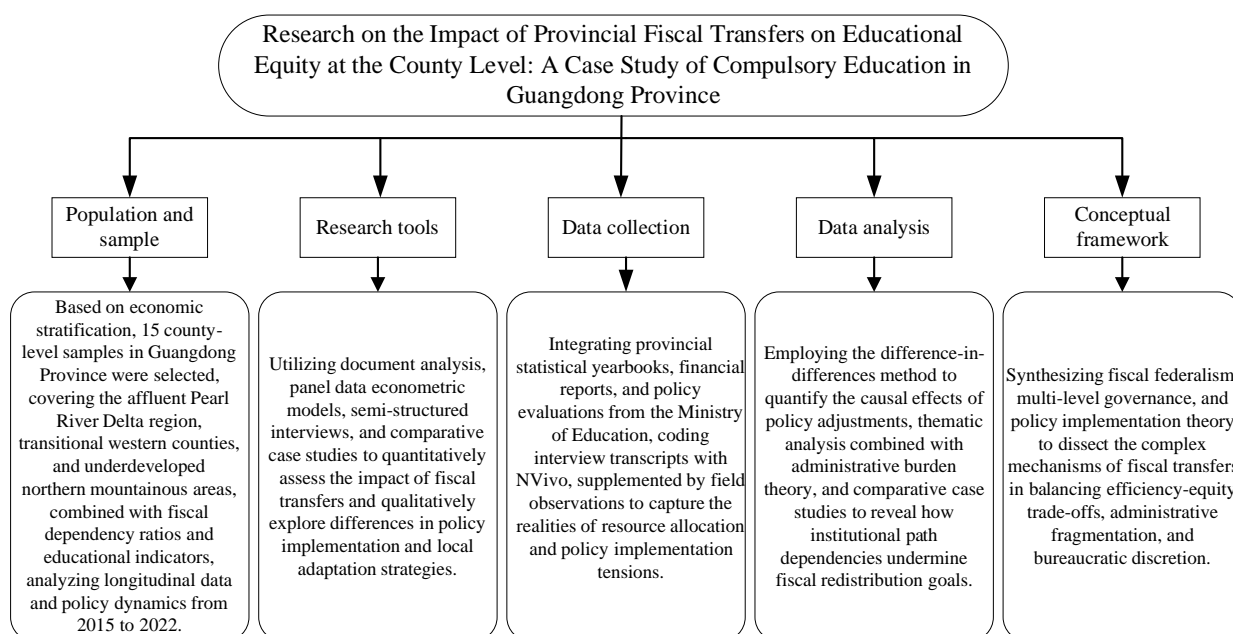 Research on the Impact of Provincial Fiscal Transfers on Educational
Equity at the County Level: A Case Study of Compulsory Education in
Guangdong Province
Population and
sample
Research tools
Data collection
Data analysis
Conceptual
framework
Based on economic
stratification, 15 county-
level samples in Guangdong
Province were selected,
covering the affluent Pearl
River Delta region,
transitional western counties,
and underdeveloped
northern mountainous areas,
combined with fiscal
dependency ratios and
educational indicators,
analyzing longitudinal data
and policy dynamics from
2015 to 2022.
Utilizing document analysis,
panel data econometric
models, semi-structured
interviews, and comparative
case studies to quantitatively
assess the impact of fiscal
transfers and qualitatively
explore differences in policy
implementation and local
adaptation strategies.
Integrating provincial
statistical yearbooks, financial
reports, and policy
evaluations from the Ministry
of Education, coding
interview transcripts with
NVivo, supplemented by field
observations to capture the
realities of resource allocation
and policy implementation
tensions.
Employing the difference-in-
differences method to
quantify the causal effects of
policy adjustments, thematic
analysis combined with
administrative burden
theory, and comparative case
studies to reveal how
institutional path
dependencies undermine
fiscal redistribution goals.
Synthesizing fiscal federalism,
multi-level governance, and
policy implementation theory
to dissect the complex
mechanisms of fiscal transfers
in balancing efficiency-equity
trade-offs, administrative
fragmentation, and
bureaucratic discretion.